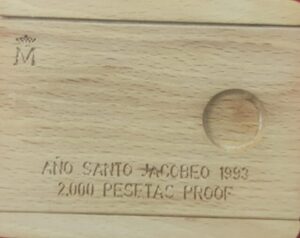 M
AÑO SANTO JACOBEO 1993
2.000 PESETAS PROOF